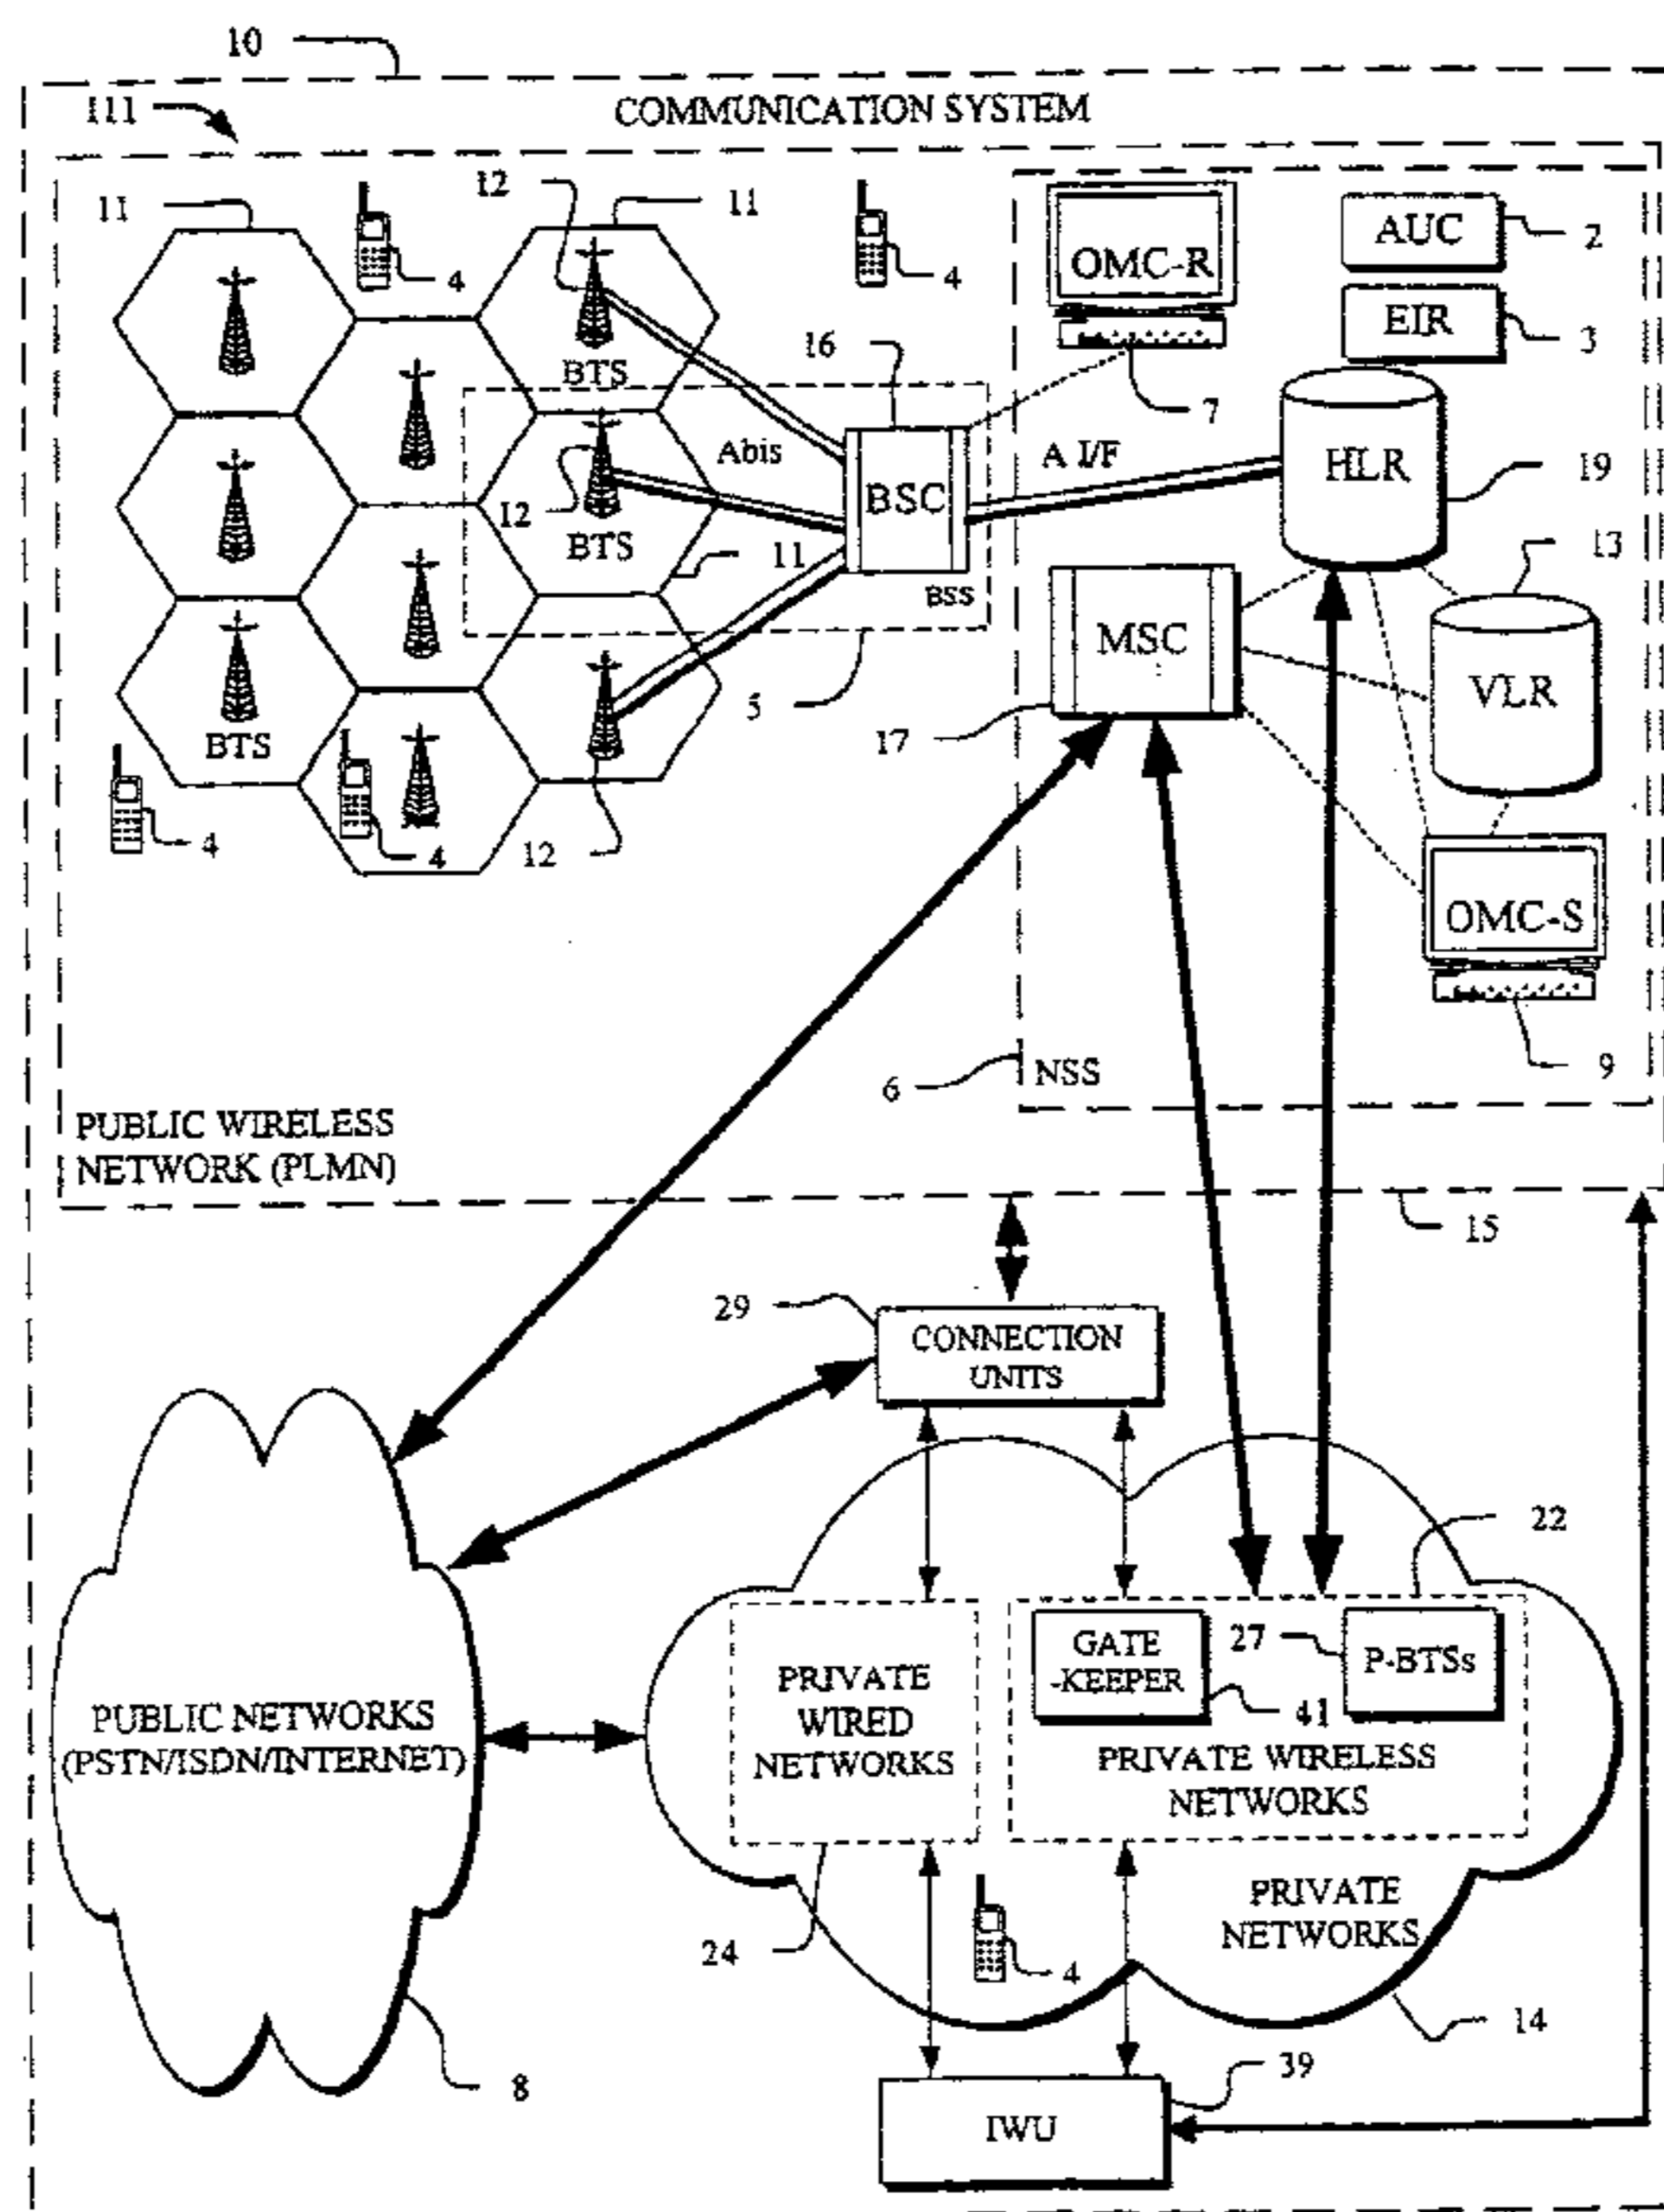 10
COMMUNICATION SYSTEM
111
11
12
11
4
4
OMC-R
AUC
2
EIR
3
16
7
BTS
Abis
A I/F
BSC
HLR
19
12
BTS
11
BSS
13
MSC
VLR
5
17
BTS
4
4
12
OMC-S
9
6
NSS
PUBLIC WIRELESS
NETWORK (PLMN)
15
29
CONNECTION
UNITS
22
GATE
-KEEPER
27
P-BTSs
41
PRIVATE
WIRED
NETWORKS
PRIVATE WIRELESS
NETWORKS
PUBLIC NETWORKS
(PSTN/ISDN/INTERNET)
PRIVATE
NETWORKS
24
4
14
8
39
IWU